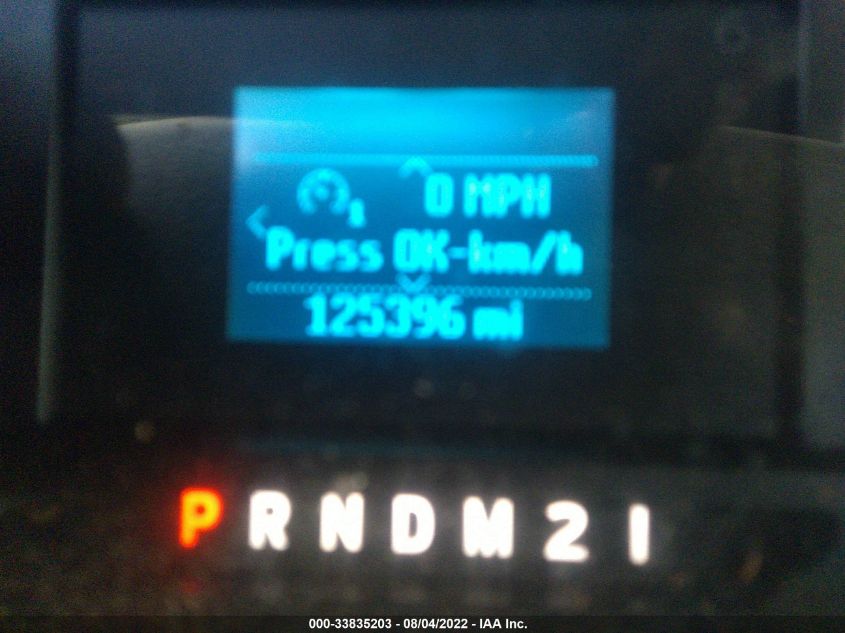 0 MPH
Press OK-km/h
125396 mi
P R N D M 2 1
000-33835203 - 08/04/2022 - IAA Inc.